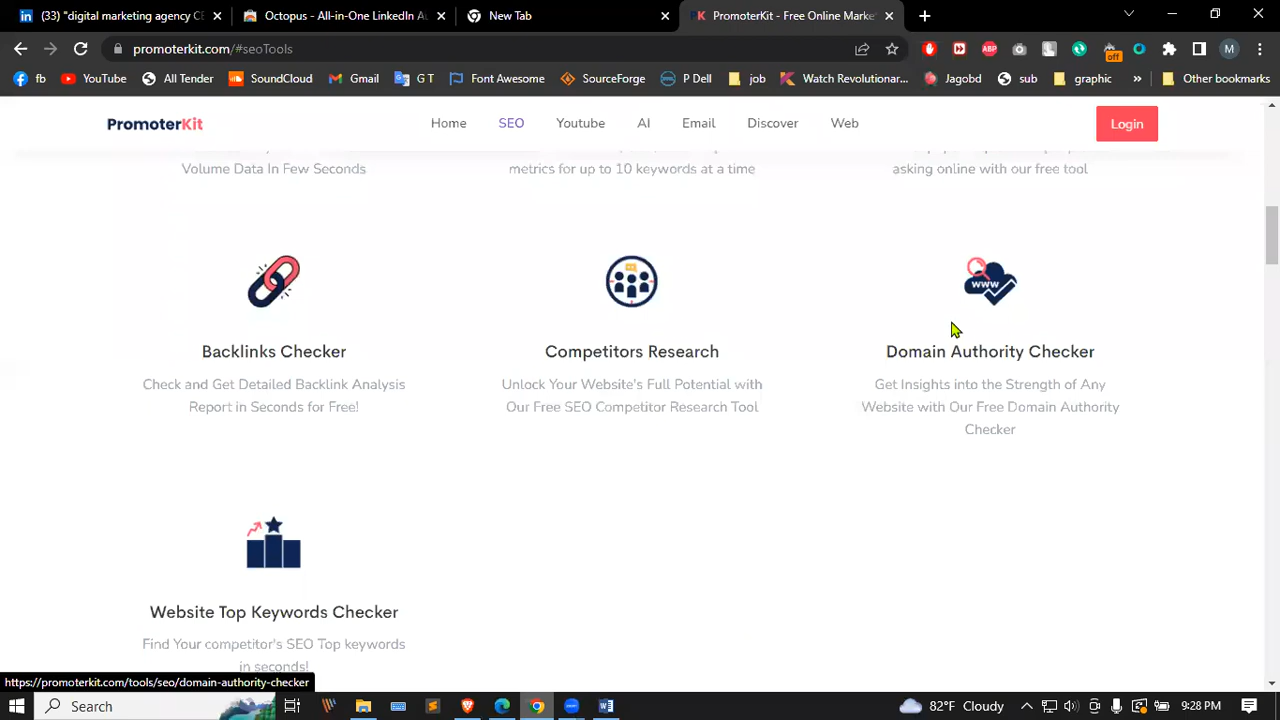 (33) "digital marketing agency CE
Octopus - All-in-One LinkedIn Au
New Tab
PromoterKit - Free Online Market
promoterkit.com/#seoTools
ABP
off
M
fb
YouTube
All Tender
SoundCloud
Gmail
G T
Font Awesome
SourceForge
P Dell
job
Watch Revolutionar...
Jagobd
sub
graphic
»
Other bookmarks
PromoterKit
Home
SEO
Youtube
AI
Email
Discover
Web
Login
Volume Data In Few Seconds
metrics for up to 10 keywords at a time
asking online with our free tool
www
Backlinks Checker
Check and Get Detailed Backlink Analysis
Report in Seconds for Free!
Competitors Research
Unlock Your Website's Full Potential with
Our Free SEO Competitor Research Tool
Domain Authority Checker
Get Insights into the Strength of Any
Website with Our Free Domain Authority
Checker
Website Top Keywords Checker
Find Your competitor's SEO Top keywords
in seconds!
https://promoterkit.com/tools/seo/domain-authority-checker
Search
82°F Cloudy
9:28 PM